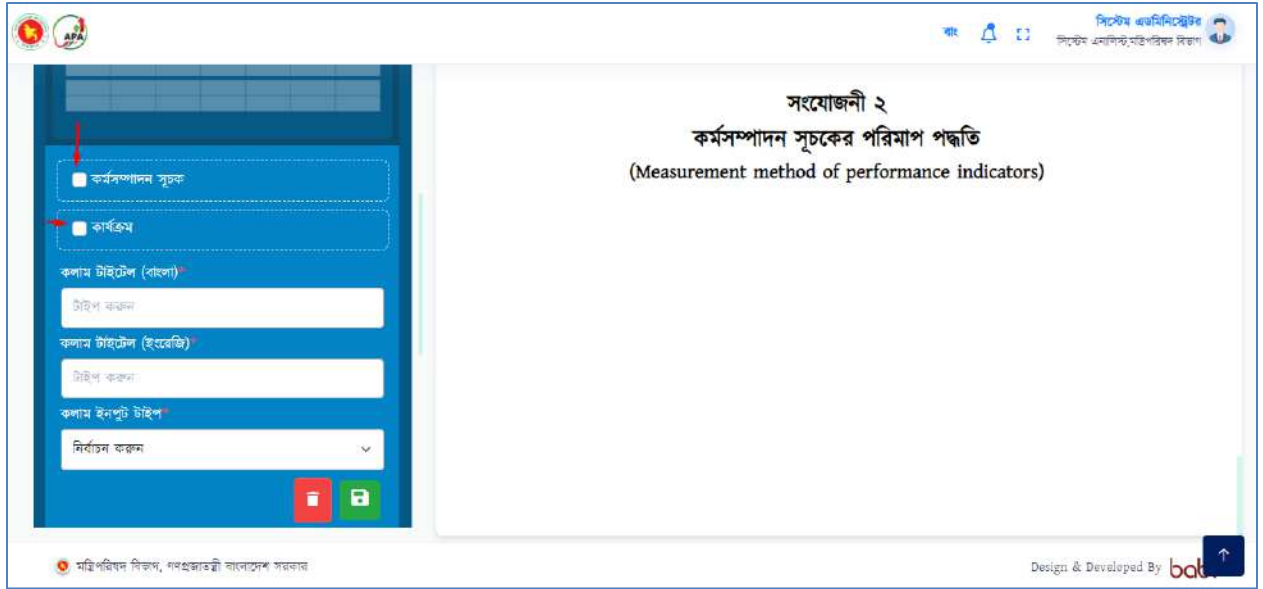 APA
বাং
সিস্টেম এডমিনিস্ট্রেটর
সিস্টেম এনালিস্ট,মন্ত্রিপরিষদ বিভাগ
কর্মসম্পাদন সূচক
কার্যক্রম
কলাম টাইটেল (বাংলা)*
টাইপ করুন
কলাম টাইটেল (ইংরেজি)*
টাইপ করুন
কলাম ইনপুট টাইপ*
নির্বাচন করুন
সংযোজনী ২
কর্মসম্পাদন সূচকের পরিমাপ পদ্ধতি
(Measurement method of performance indicators)
মন্ত্রিপরিষদ বিভাগ, গণপ্রজাতন্ত্রী বাংলাদেশ সরকার
Design & Developed By